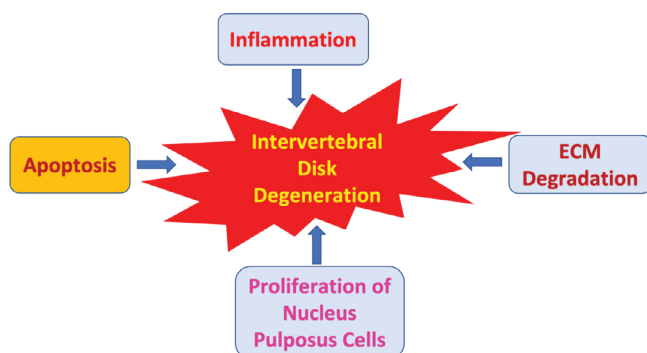 Inflammation
Intervertebral
Disk
Degeneration
Apoptosis
ECM
Degradation
Proliferation of
Nucleus
Pulposus Cells